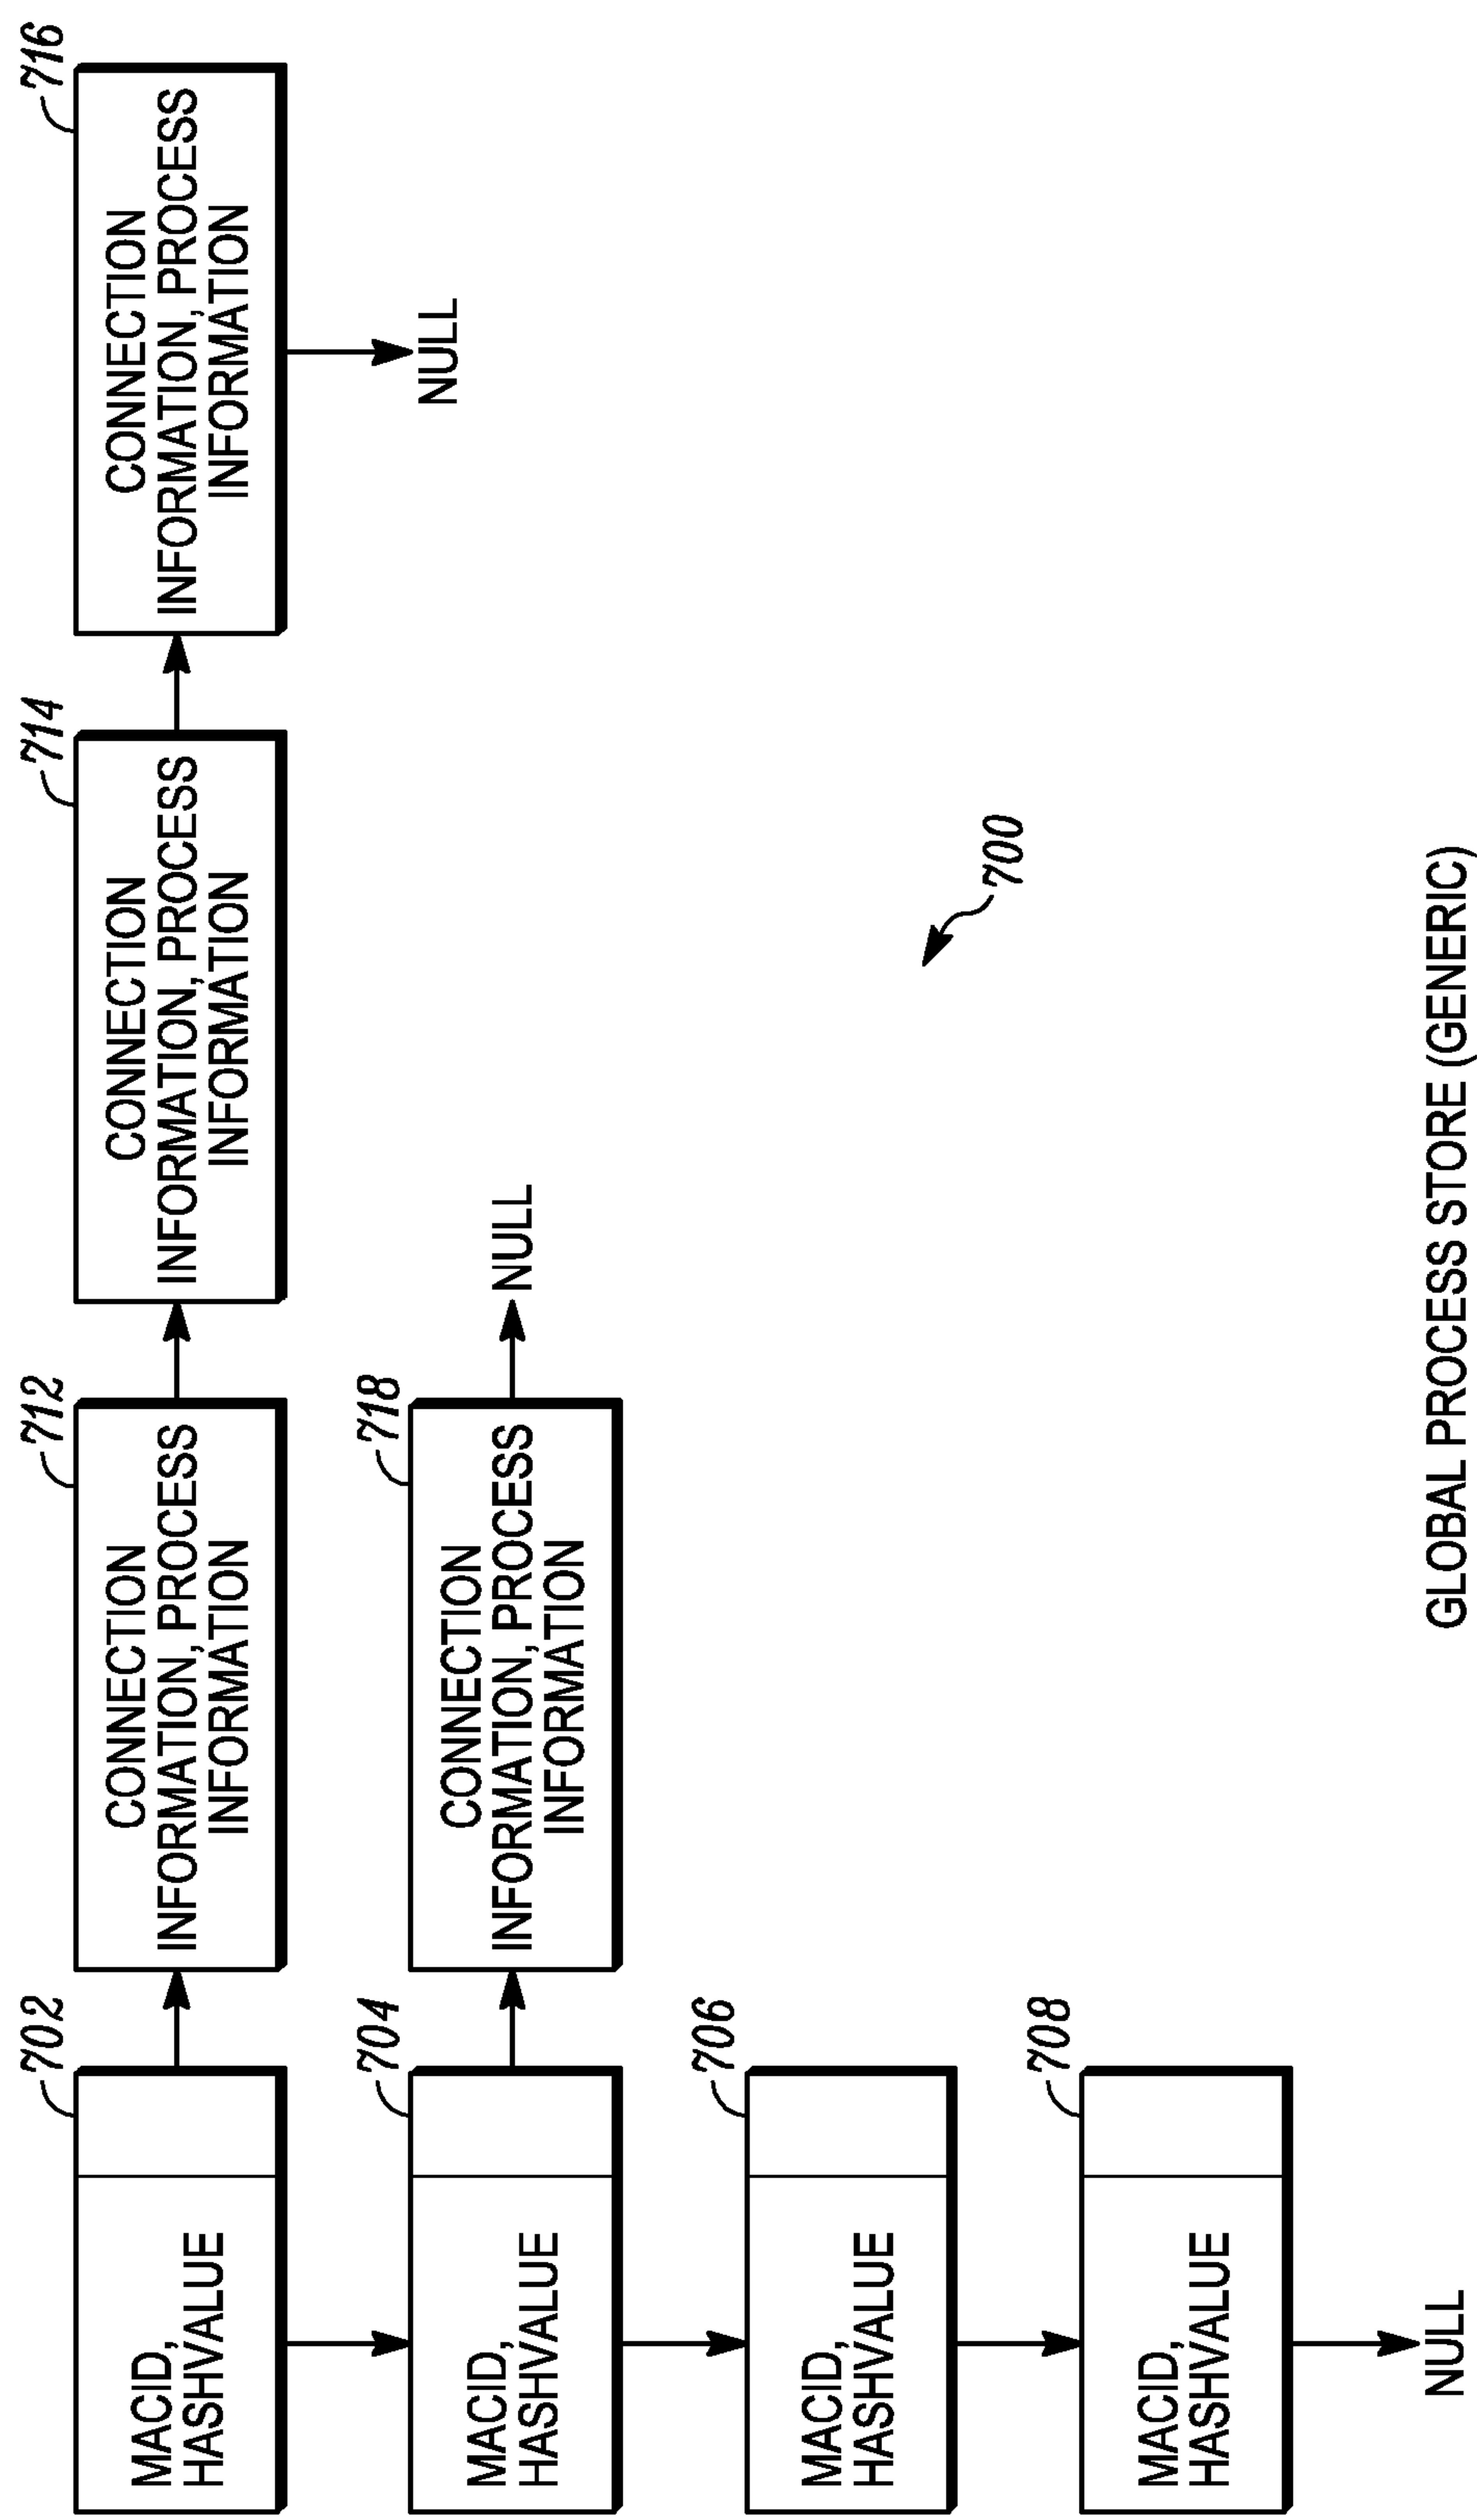 702
MACID,
HASHVALUE
712
CONNECTION
INFORMATION, PROCESS
INFORMATION
714
CONNECTION
INFORMATION, PROCESS
INFORMATION
716
CONNECTION
INFORMATION, PROCESS
INFORMATION
NULL
704
MACID,
HASHVALUE
718
CONNECTION
INFORMATION, PROCESS
INFORMATION
NULL
706
MACID,
HASHVALUE
700
708
MACID,
HASHVALUE
NULL
GLOBAL PROCESS STORE (GENERIC)